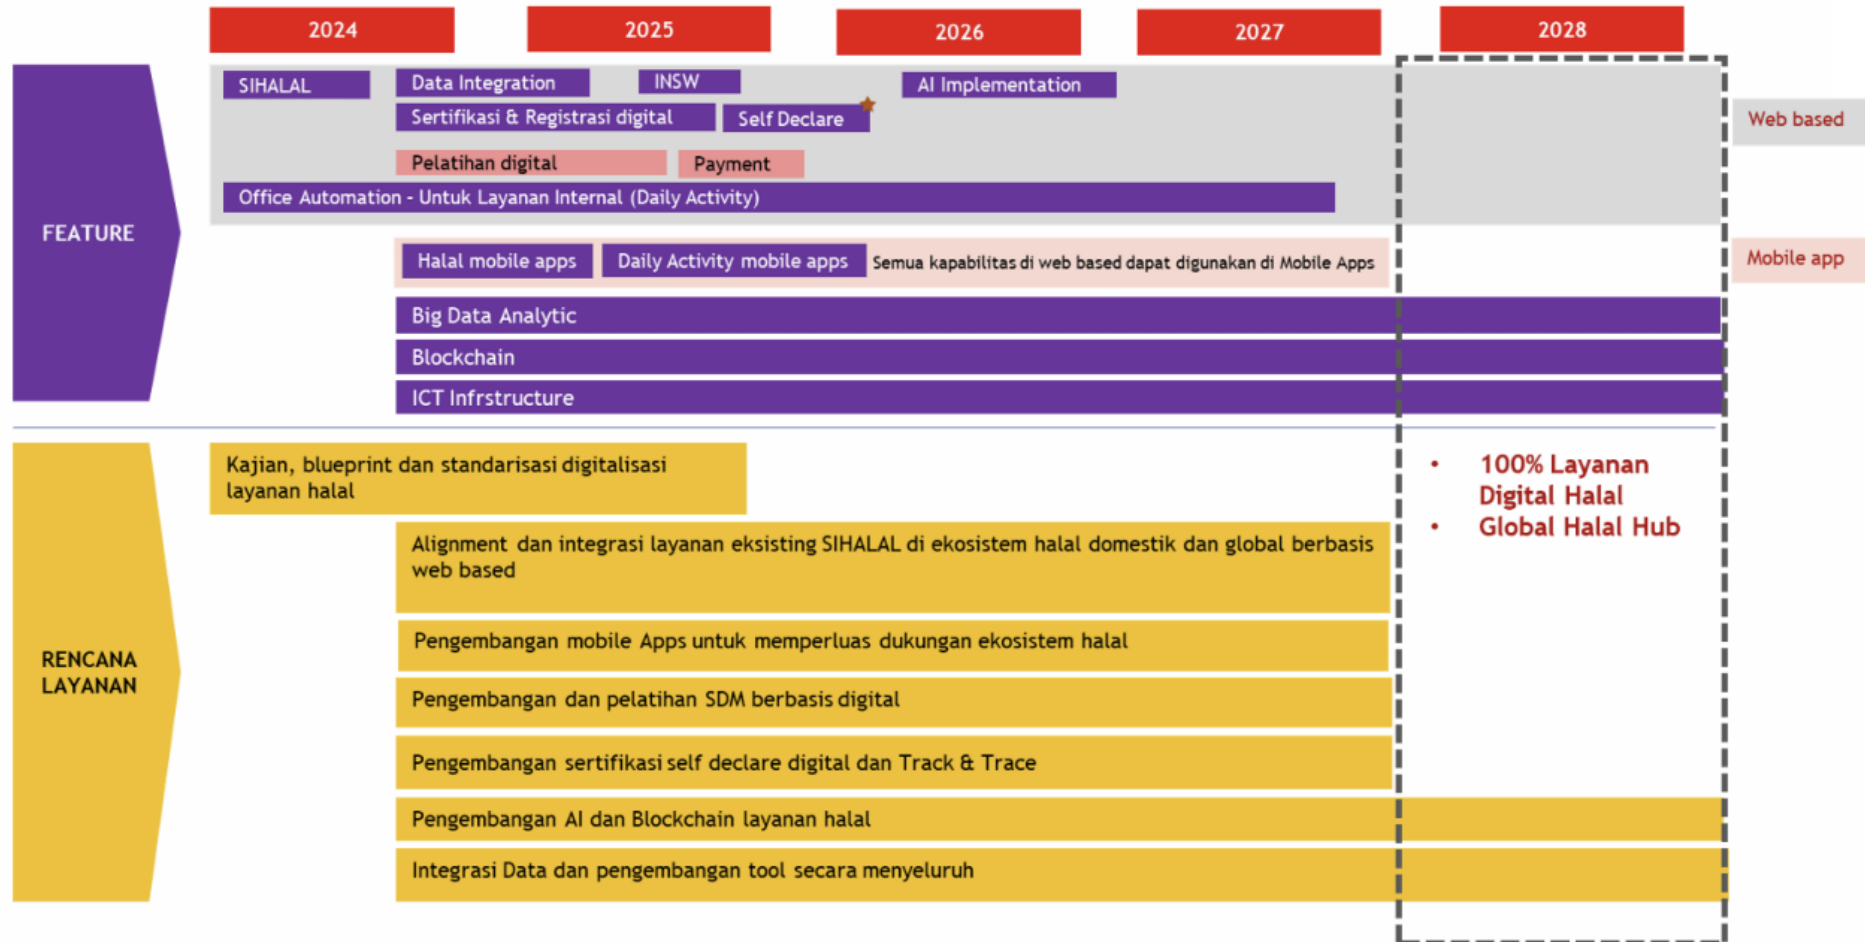 2024
2025
2026
2027
2028
FEATURE
SIHALAL
Data Integration
INSW
AI Implementation
Sertifikasi & Registrasi digital
Self Declare
Web based
Pelatihan digital
Payment
Office Automation - Untuk Layanan Internal (Daily Activity)
Halal mobile apps
Daily Activity mobile apps
Semua kapabilitas di web based dapat digunakan di Mobile Apps
Mobile app
Big Data Analytic
Blockchain
ICT Infrstructure
RENCANA
LAYANAN
Kajian, blueprint dan standarisasi digitalisasi
layanan halal
Alignment dan integrasi layanan eksisting SIHALAL di ekosistem halal domestik dan global berbasis
web based
Pengembangan mobile Apps untuk memperluas dukungan ekosistem halal
Pengembangan dan pelatihan SDM berbasis digital
Pengembangan sertifikasi self declare digital dan Track & Trace
Pengembangan AI dan Blockchain layanan halal
Integrasi Data dan pengembangan tool secara menyeluruh
• 100% Layanan
Digital Halal
• Global Halal Hub